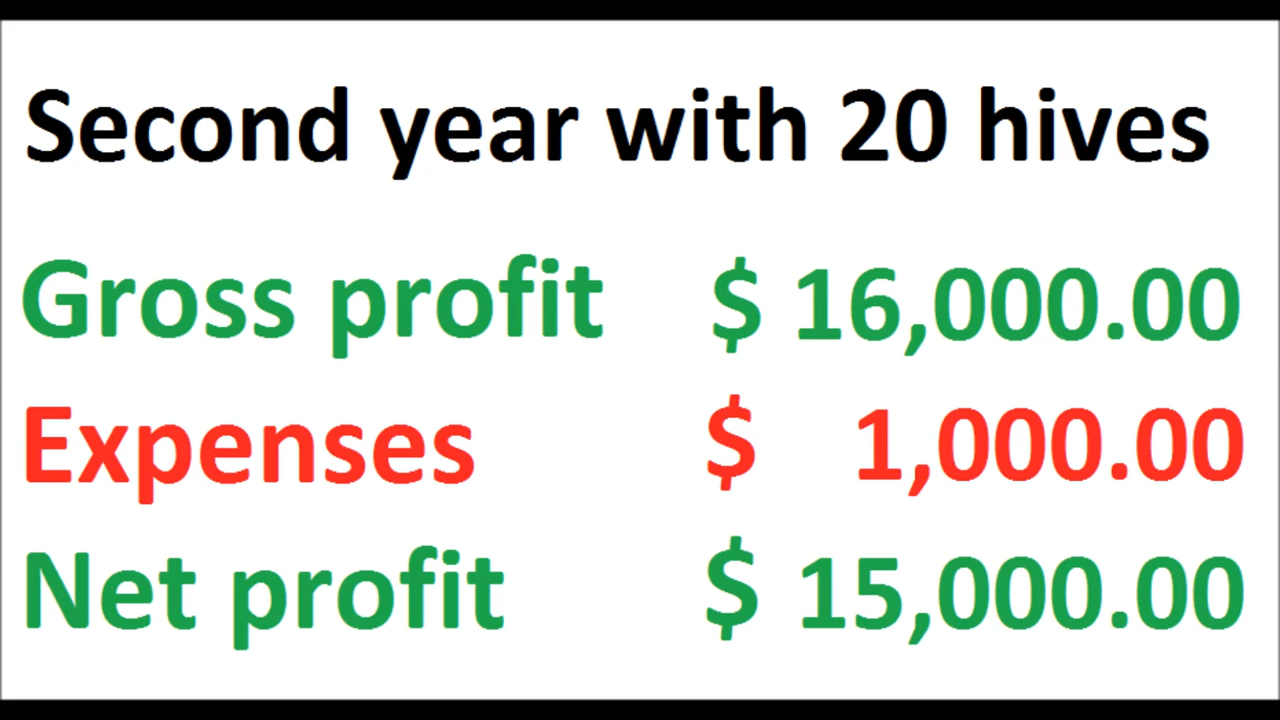 Second year with 20 hives
Gross profit $ 16,000.00
Expenses $ 1,000.00
Net profit $ 15,000.00